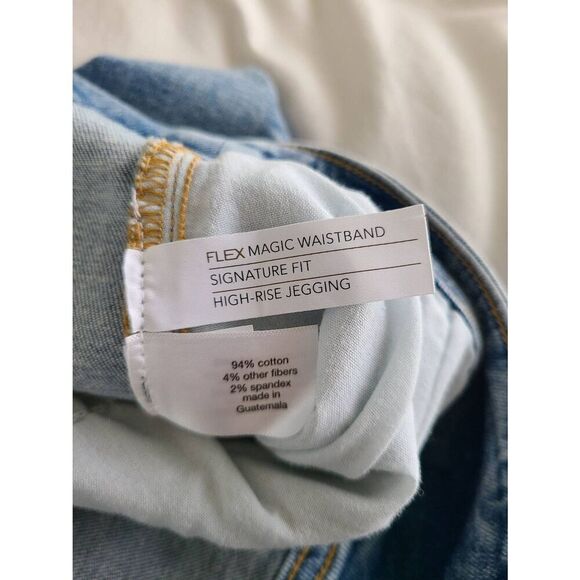 FLEX MAGIC WAISTBAND
SIGNATURE FIT
HIGH-RISE JEGGING
94% cotton
4% other fibers
2% spandex
made in
Guatemala